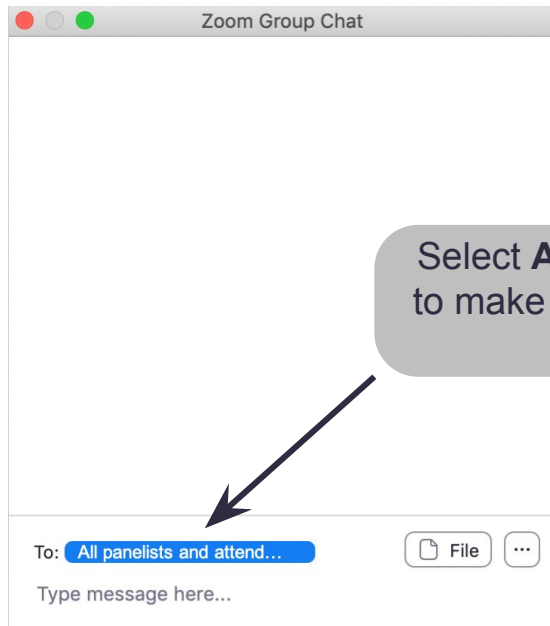 Zoom Group Chat
Select A
to make
To: All panelists and attend...
File ...
Type message here...